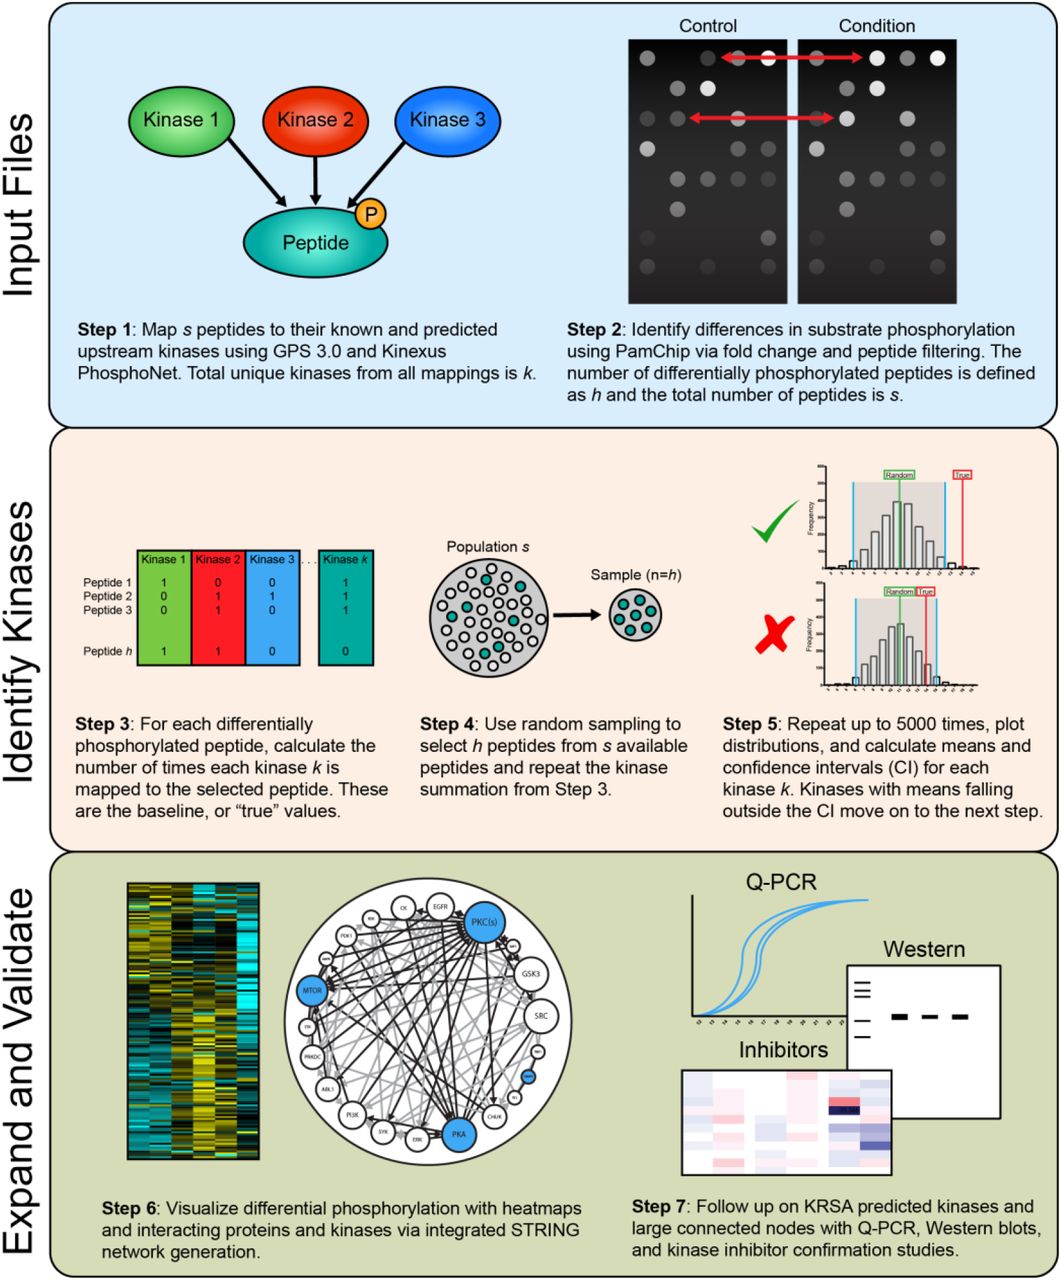 Input Files
Kinase 1
Kinase 2
Kinase 3
P
Peptide
Control
Condition
Step 1: Map s peptides to their known and predicted
upstream kinases using GPS 3.0 and Kinexus
PhosphoNet. Total unique kinases from all mappings is k.
Step 2: Identify differences in substrate phosphorylation
using PamChip via fold change and peptide filtering. The
number of differentially phosphorylated peptides is defined
as h and the total number of peptides is s.
Identify Kinases
Kinase 1 Kinase 2 Kinase 3 . . . Kinase k
Peptide 1 1 0 0 1
Peptide 2 0 1 1 1
Peptide 3 0 1 0 1
Peptide h 1 1 0 0
Population s
Sample (n=h)
Random
True
Frequency
Random
True
Frequency
Step 3: For each differentially
phosphorylated peptide, calculate the
number of times each kinase k is
mapped to the selected peptide. These
are the baseline, or “true” values.
Step 4: Use random sampling to
select h peptides from s available
peptides and repeat the kinase
summation from Step 3.
Step 5: Repeat up to 5000 times, plot
distributions, and calculate means and
confidence intervals (CI) for each
kinase k. Kinases with means falling
outside the CI move on to the next step.
Expand and Validate
CK
EGFR
PKC(s)
PDK1
GSK3
MTOR
SRC
PRKDC
ABL1
PI3K
SYK
ERK
PKA
CHUK
Q-PCR
Western
Inhibitors
Step 6: Visualize differential phosphorylation with heatmaps
and interacting proteins and kinases via integrated STRING
network generation.
Step 7: Follow up on KRSA predicted kinases and
large connected nodes with Q-PCR, Western blots,
and kinase inhibitor confirmation studies.